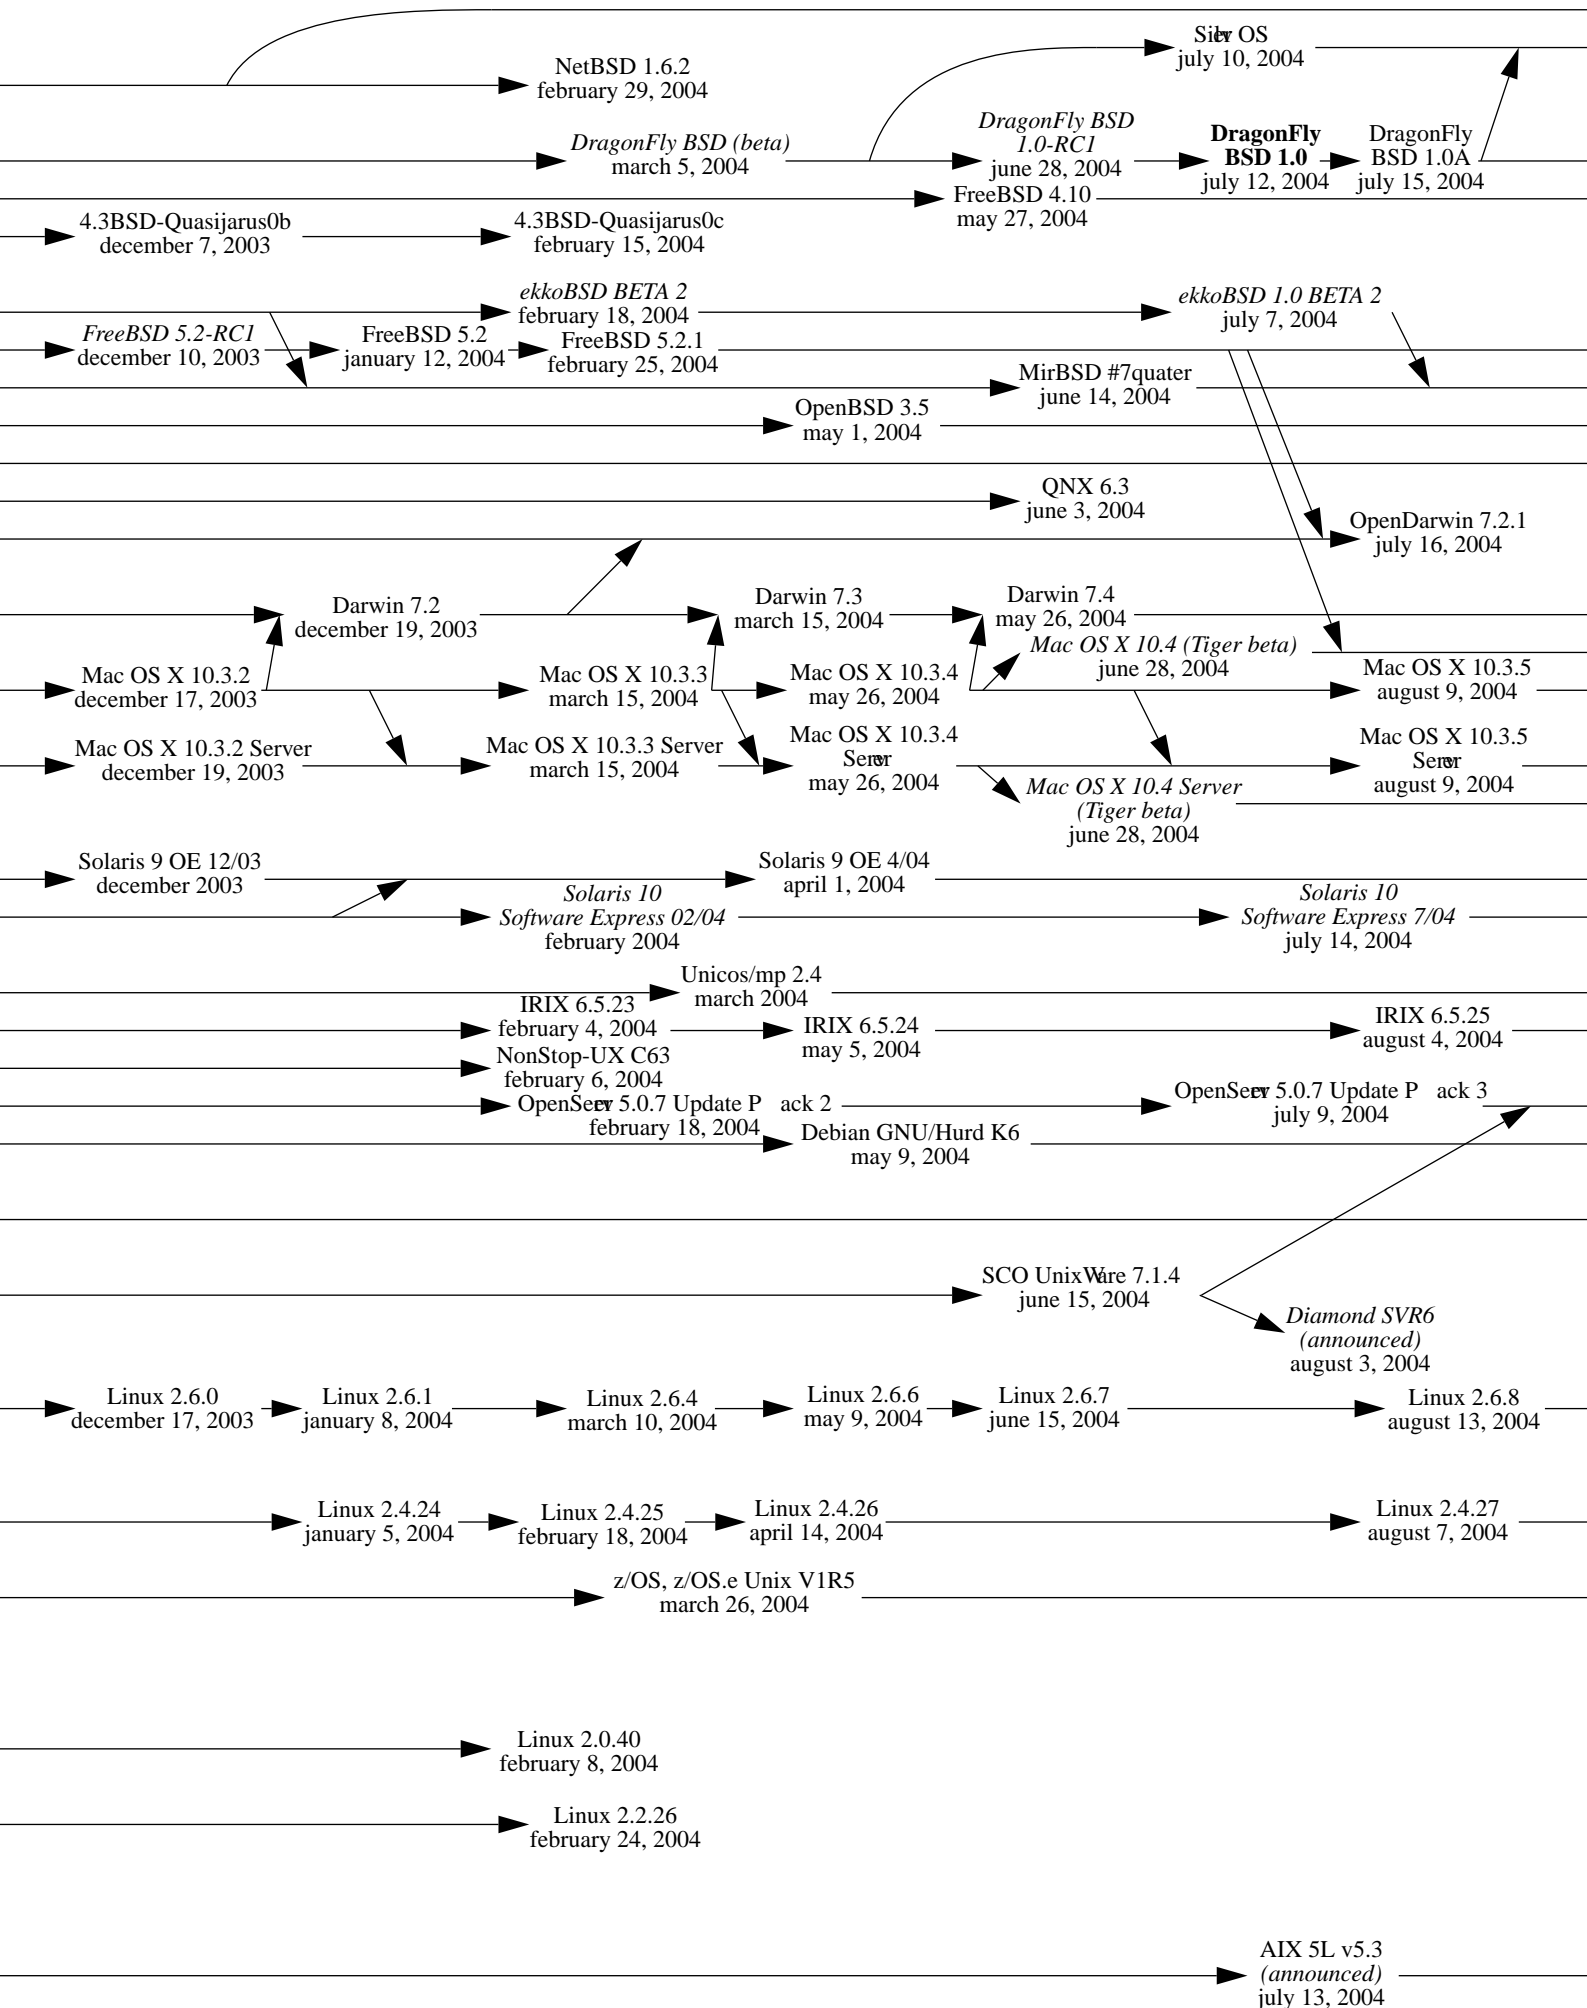 Silver OS
july 10, 2004
NetBSD 1.6.2
february 29, 2004
DragonFly BSD (beta)
march 5, 2004
DragonFly BSD
1.0-RC1
june 28, 2004
DragonFly
BSD 1.0
july 12, 2004
DragonFly
BSD 1.0A
july 15, 2004
FreeBSD 4.10
may 27, 2004
4.3BSD-Quasijarus0b
december 7, 2003
4.3BSD-Quasijarus0c
february 15, 2004
ekkoBSD BETA 2
february 18, 2004
ekkoBSD 1.0 BETA 2
july 7, 2004
FreeBSD 5.2-RC1
december 10, 2003
FreeBSD 5.2
january 12, 2004
FreeBSD 5.2.1
february 25, 2004
MirBSD #7quater
june 14, 2004
OpenBSD 3.5
may 1, 2004
QNX 6.3
june 3, 2004
OpenDarwin 7.2.1
july 16, 2004
Darwin 7.2
december 19, 2003
Darwin 7.3
march 15, 2004
Darwin 7.4
may 26, 2004
Mac OS X 10.4 (Tiger beta)
june 28, 2004
Mac OS X 10.3.2
december 17, 2003
Mac OS X 10.3.3
march 15, 2004
Mac OS X 10.3.4
may 26, 2004
Mac OS X 10.3.5
august 9, 2004
Mac OS X 10.3.2 Server
december 19, 2003
Mac OS X 10.3.3 Server
march 15, 2004
Mac OS X 10.3.4
Server
may 26, 2004
Mac OS X 10.3.5
Server
august 9, 2004
Mac OS X 10.4 Server
(Tiger beta)
june 28, 2004
Solaris 9 OE 12/03
december 2003
Solaris 9 OE 4/04
april 1, 2004
Solaris 10
Software Express 02/04
february 2004
Solaris 10
Software Express 7/04
july 14, 2004
Unicos/mp 2.4
march 2004
IRIX 6.5.23
february 4, 2004
IRIX 6.5.24
may 5, 2004
IRIX 6.5.25
august 4, 2004
NonStop-UX C63
february 6, 2004
OpenServer 5.0.7 Update Pack 2
february 18, 2004
OpenServer 5.0.7 Update Pack 3
july 9, 2004
Debian GNU/Hurd K6
may 9, 2004
SCO UnixWare 7.1.4
june 15, 2004
Diamond SVR6
(announced)
august 3, 2004
Linux 2.6.0
december 17, 2003
Linux 2.6.1
january 8, 2004
Linux 2.6.4
march 10, 2004
Linux 2.6.6
may 9, 2004
Linux 2.6.7
june 15, 2004
Linux 2.6.8
august 13, 2004
Linux 2.4.24
january 5, 2004
Linux 2.4.25
february 18, 2004
Linux 2.4.26
april 14, 2004
Linux 2.4.27
august 7, 2004
z/OS, z/OS.e Unix V1R5
march 26, 2004
Linux 2.0.40
february 8, 2004
Linux 2.2.26
february 24, 2004
AIX 5L v5.3
(announced)
july 13, 2004